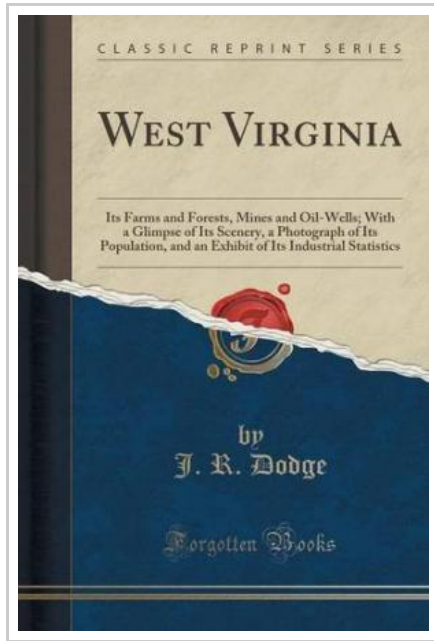 CLASSIC REPRINT SERIES
WEST VIRGINIA
Its Farms and Forests, Mines and Oil-Wells; With
a Glimpse of Its Scenery, a Photograph of Its
Population, and an Exhibit of Its Industrial Statistics
by
J. R. Dodge
Forgotten Books